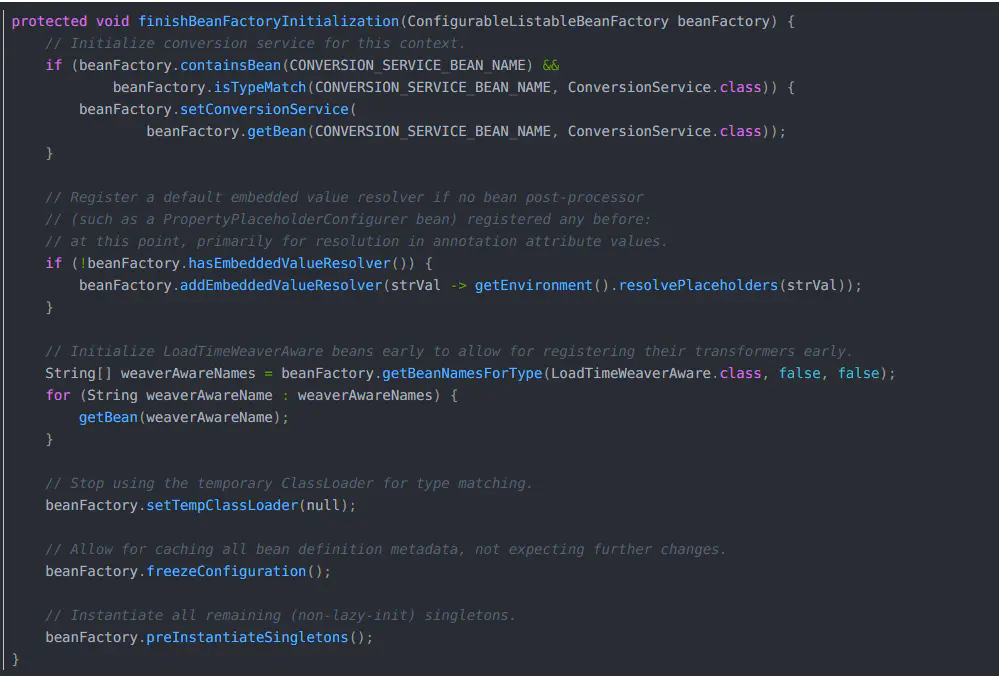 protected void finishBeanFactoryInitialization(ConfigurableListableBeanFactory beanFactory) {
    // Initialize conversion service for this context.
    if (beanFactory.containsBean(CONVERSION_SERVICE_BEAN_NAME) &&
            beanFactory.isTypeMatch(CONVERSION_SERVICE_BEAN_NAME, ConversionService.class)) {
        beanFactory.setConversionService(
                beanFactory.getBean(CONVERSION_SERVICE_BEAN_NAME, ConversionService.class));
    }

    // Register a default embedded value resolver if no bean post-processor
    // (such as a PropertyPlaceholderConfigurer bean) registered any before:
    // at this point, primarily for resolution in annotation attribute values.
    if (!beanFactory.hasEmbeddedValueResolver()) {
        beanFactory.addEmbeddedValueResolver(strVal -> getEnvironment().resolvePlaceholders(strVal));
    }

    // Initialize LoadTimeWeaverAware beans early to allow for registering their transformers early.
    String[] weaverAwareNames = beanFactory.getBeanNamesForType(LoadTimeWeaverAware.class, false, false);
    for (String weaverAwareName : weaverAwareNames) {
        getBean(weaverAwareName);
    }

    // Stop using the temporary ClassLoader for type matching.
    beanFactory.setTempClassLoader(null);

    // Allow for caching all bean definition metadata, not expecting further changes.
    beanFactory.freezeConfiguration();

    // Instantiate all remaining (non-lazy-init) singletons.
    beanFactory.preInstantiateSingletons();
}